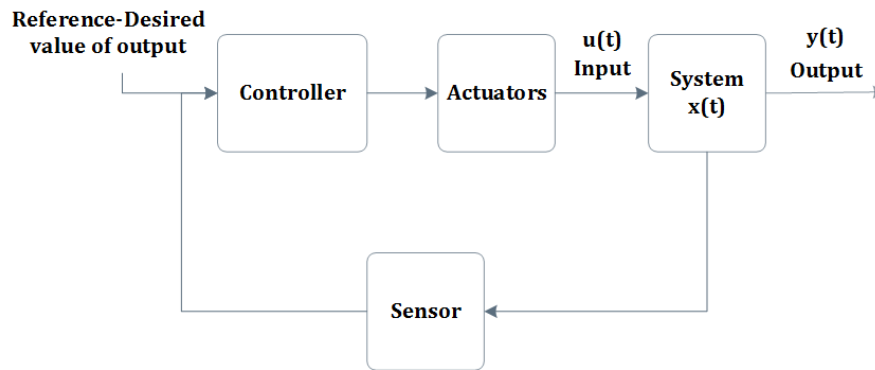 Reference-Desired
value of output
Controller
Actuators
u(t)
Input
System
x(t)
y(t)
Output
Sensor